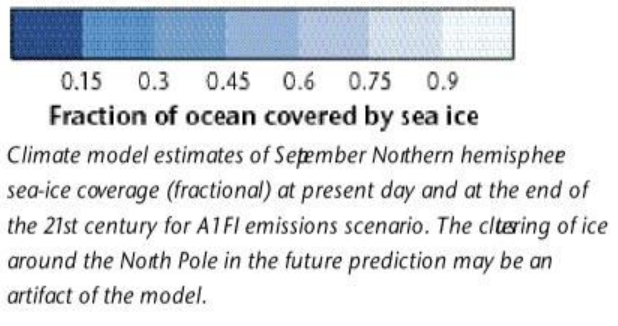 0.15 0.3 0.45 0.6 0.75 0.9
Fraction of ocean covered by sea ice
Climate model estimates of September Northern hemisphere
sea-ice coverage (fractional) at present day and at the end of
the 21st century for A1FI emissions scenario. The clustering of ice
around the North Pole in the future prediction may be an
artifact of the model.